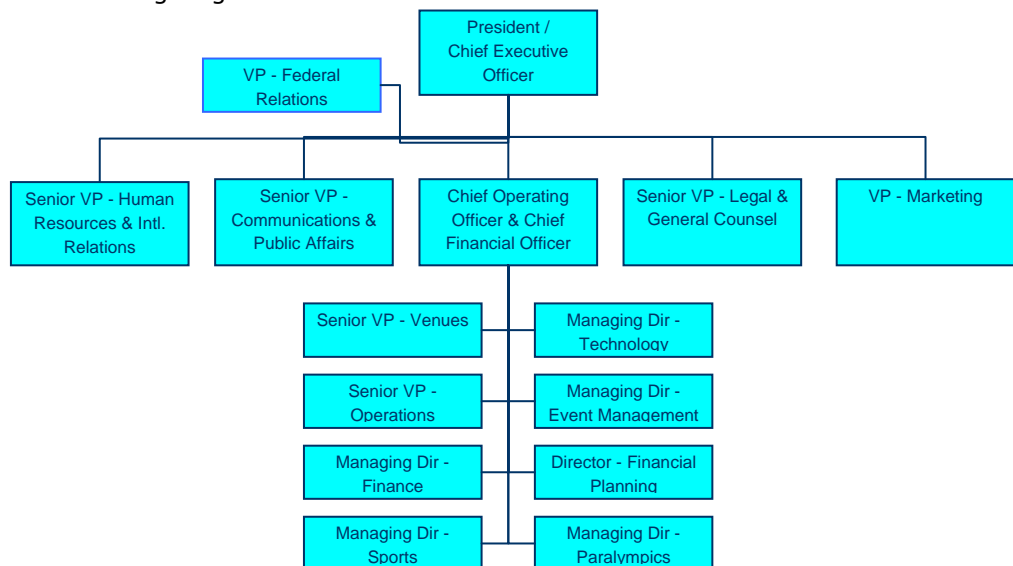 President /
Chief Executive
Officer
VP - Federal
Relations
Senior VP - Human
Resources & Intl.
Relations
Senior VP -
Communications &
Public Affairs
Chief Operating
Officer & Chief
Financial Officer
Senior VP - Legal &
General Counsel
VP - Marketing
Senior VP - Venues
Managing Dir -
Technology
Senior VP -
Operations
Managing Dir -
Event Management
Managing Dir -
Finance
Director - Financial
Planning
Managing Dir -
Sports
Managing Dir -
Paralympics